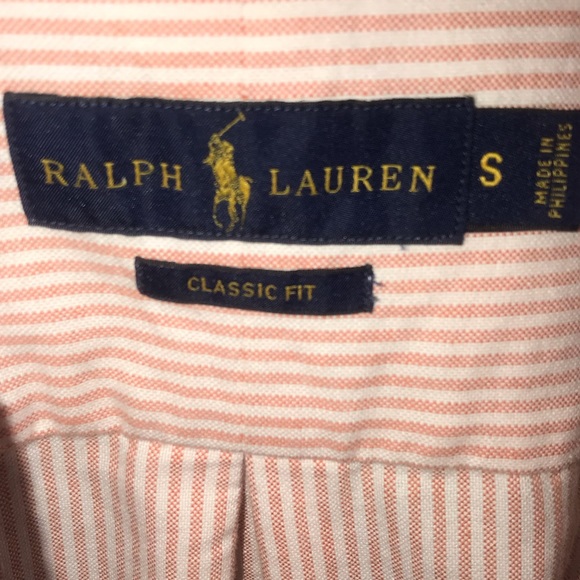 RALPH LAUREN
S
MADE IN
PHILIPPINES
CLASSIC FIT